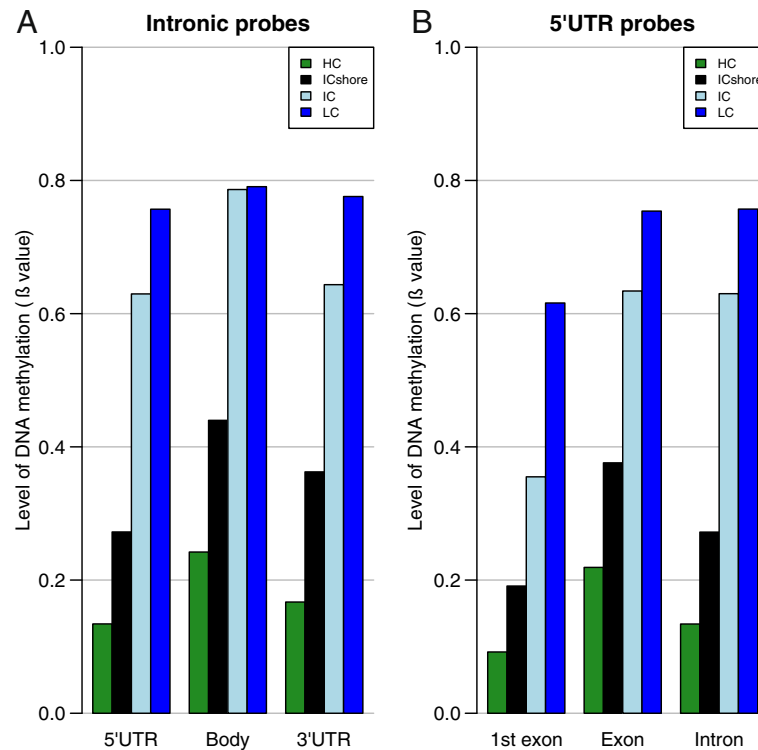 A
Intronic probes
HC
ICshore
IC
LC
Level of DNA methylation (ß value)
1.0
0.8
0.6
0.4
0.2
0.0
5'UTR
Body
3'UTR
B
5'UTR probes
HC
ICshore
IC
LC
Level of DNA methylation (ß value)
1.0
0.8
0.6
0.4
0.2
0.0
1st exon
Exon
Intron